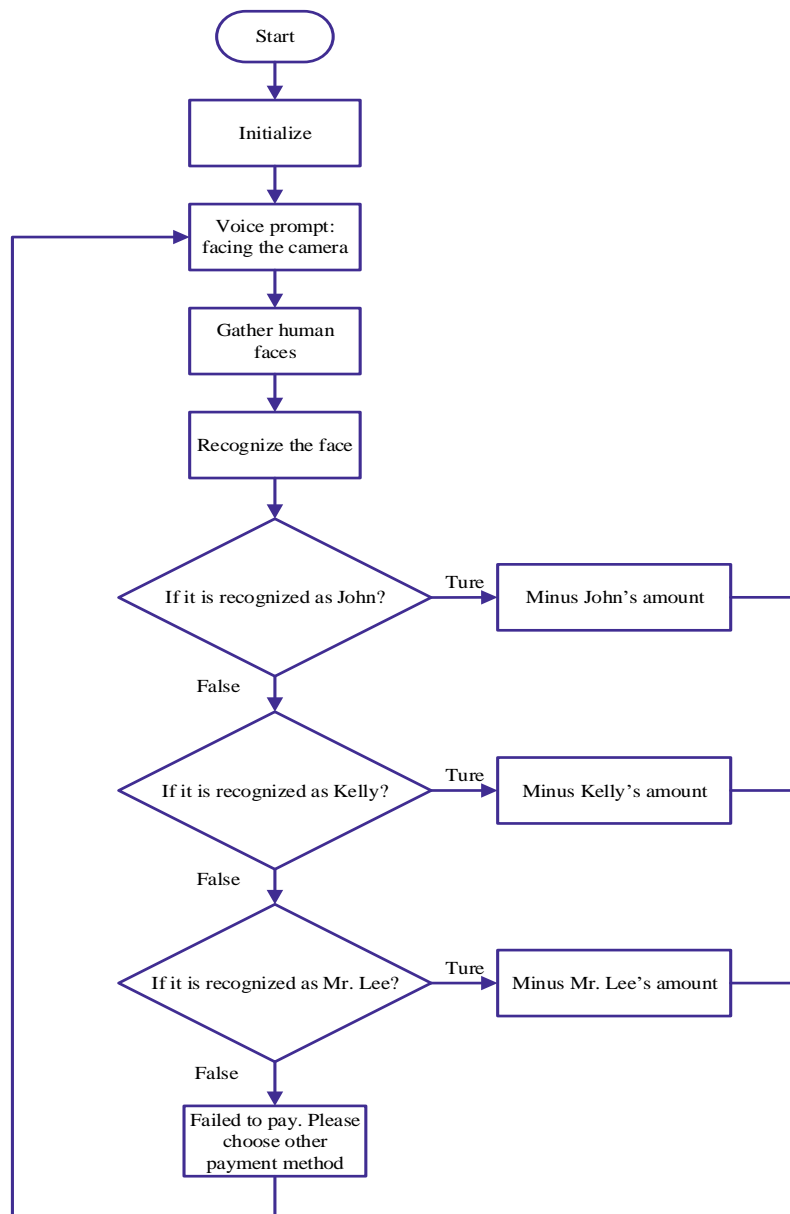 Start
Initialize
Voice prompt:
facing the camera
Gather human
faces
Recognize the face
If it is recognized as John?
Ture
Minus John's amount
False
If it is recognized as Kelly?
Ture
Minus Kelly's amount
False
If it is recognized as Mr. Lee?
Ture
Minus Mr. Lee's amount
False
Failed to pay. Please
choose other
payment method